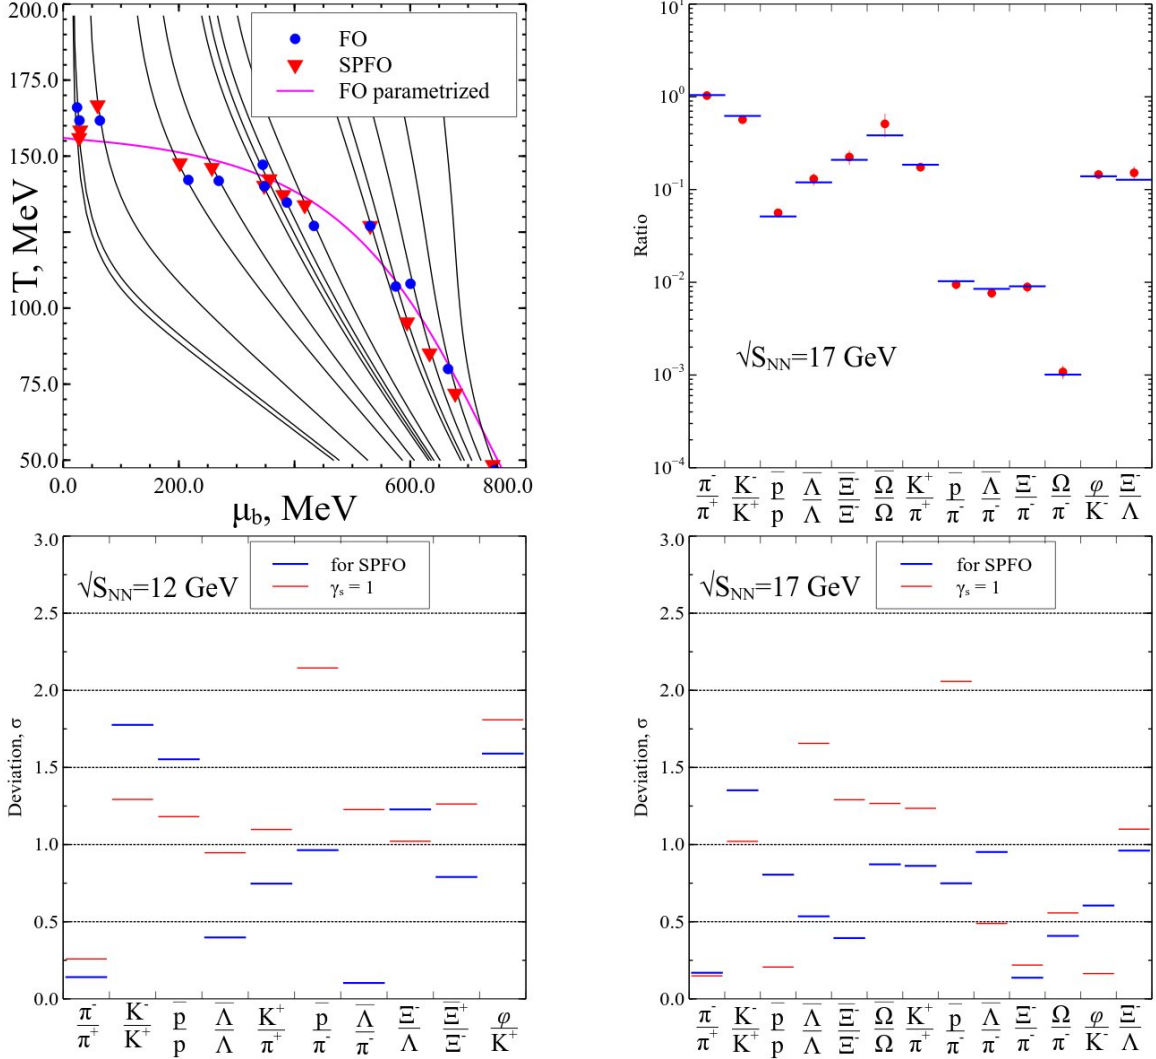 200.0
175.0
150.0
125.0
100.0
75.0
50.0
T, MeV
FO
SPFO
FO parametrized
0.0 200.0 400.0 600.0 800.0
μb, MeV
10¹
10⁰
10⁻¹
10⁻²
10⁻³
10⁻⁴
Ratio
√SNN=17 GeV
π⁻/π⁺ K⁻/K⁺ p̅/p Λ̅/Λ Ξ̅⁻/Ξ⁻ Ω̅/Ω K⁺/π⁺ p̅/π⁻ Λ̅/π⁻ Ξ⁻/π⁻ Ω/π⁻ φ/K⁻ Ξ⁻/Λ
3.0
2.5
2.0
1.5
1.0
0.5
0.0
Deviation, σ
√SNN=12 GeV
for SPFO
γs = 1
π⁻/π⁺ K⁻/K⁺ p̅/p Λ̅/Λ K⁺/π⁺ p̅/π⁻ Λ̅/π⁻ Ξ⁻/Λ Ξ̅⁺/Ξ⁻ φ/K⁺
3.0
2.5
2.0
1.5
1.0
0.5
0.0
Deviation, σ
√SNN=17 GeV
for SPFO
γs = 1
π⁻/π⁺ K⁻/K⁺ p̅/p Λ̅/Λ Ξ̅⁻/Ξ⁻ Ω̅/Ω K⁺/π⁺ p̅/π⁻ Λ̅/π⁻ Ξ⁻/π⁻ Ω/π⁻ φ/K⁻ Ξ⁻/Λ